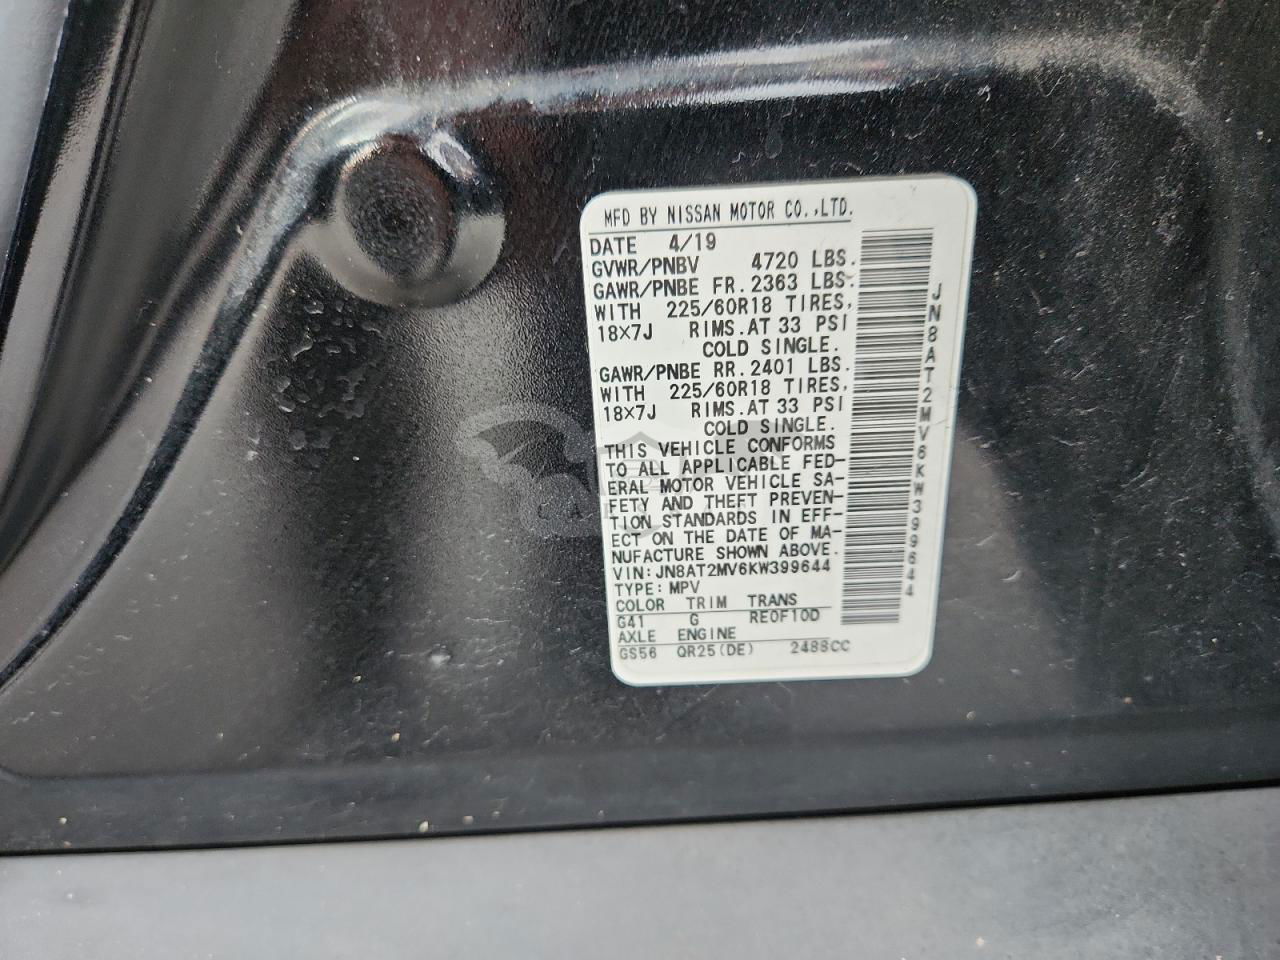 MFD BY NISSAN MOTOR CO.,LTD.
DATE 4/19
GVWR/PNBV 4720 LBS.
GAWR/PNBE FR. 2363 LBS.
WITH 225/60R18 TIRES,
18×7J RIMS. AT 33 PSI
COLD SINGLE.
GAWR/PNBE RR. 2401 LBS.
WITH 225/60R18 TIRES,
18×7J RIMS. AT 33 PSI
COLD SINGLE.
THIS VEHICLE CONFORMS
TO ALL APPLICABLE FED-
ERAL MOTOR VEHICLE SA-
FETY AND THEFT PREVEN-
TION STANDARDS IN EFF-
ECT ON THE DATE OF MA-
NUFACTURE SHOWN ABOVE.
VIN:JN8AT2MV6KW399644
TYPE: MPV
COLOR TRIM TRANS
G41 G RE0F10D
AXLE ENGINE
GS56 QR25(DE) 2488CC
JN8AT2MV6KW399644